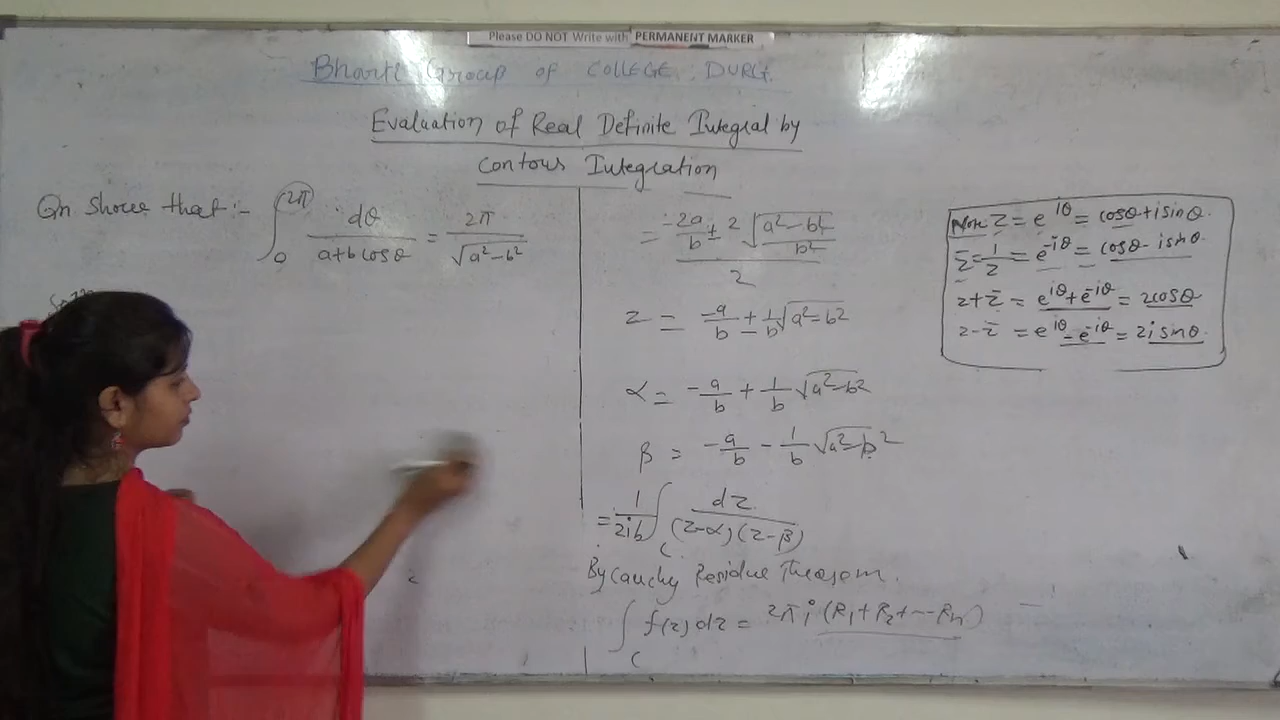 Please DO NOT Write with PERMANENT MARKER
Bharti Group of COLLEGE, DURG.
Evaluation of Real Definite Integral by
Contour Integration
Qn Show that :- ∫₀^{2π} dθ/(a+b cosθ) = 2π/√(a²-b²)
= (-2a/b ± 2 √((a²-b²)/b²))/2
z = -a/b ± 1/b √(a²-b²)
α = -a/b + 1/b √(a²-b²)
β = -a/b - 1/b √(a²-b²)
= 1/2ib ∫_C dz/((z-α)(z-β))
By Cauchy Residue Theorem.
∫_C f(z) dz = 2πi (R₁+R₂+---Rn)
Note z = e^{iθ} = cosθ+i sinθ.
z̄ = 1/z = e^{-iθ} = cosθ - i sinθ.
z+z̄ = e^{iθ}+e^{-iθ} = 2cosθ
z-z̄ = e^{iθ}-e^{-iθ} = 2i sinθ.